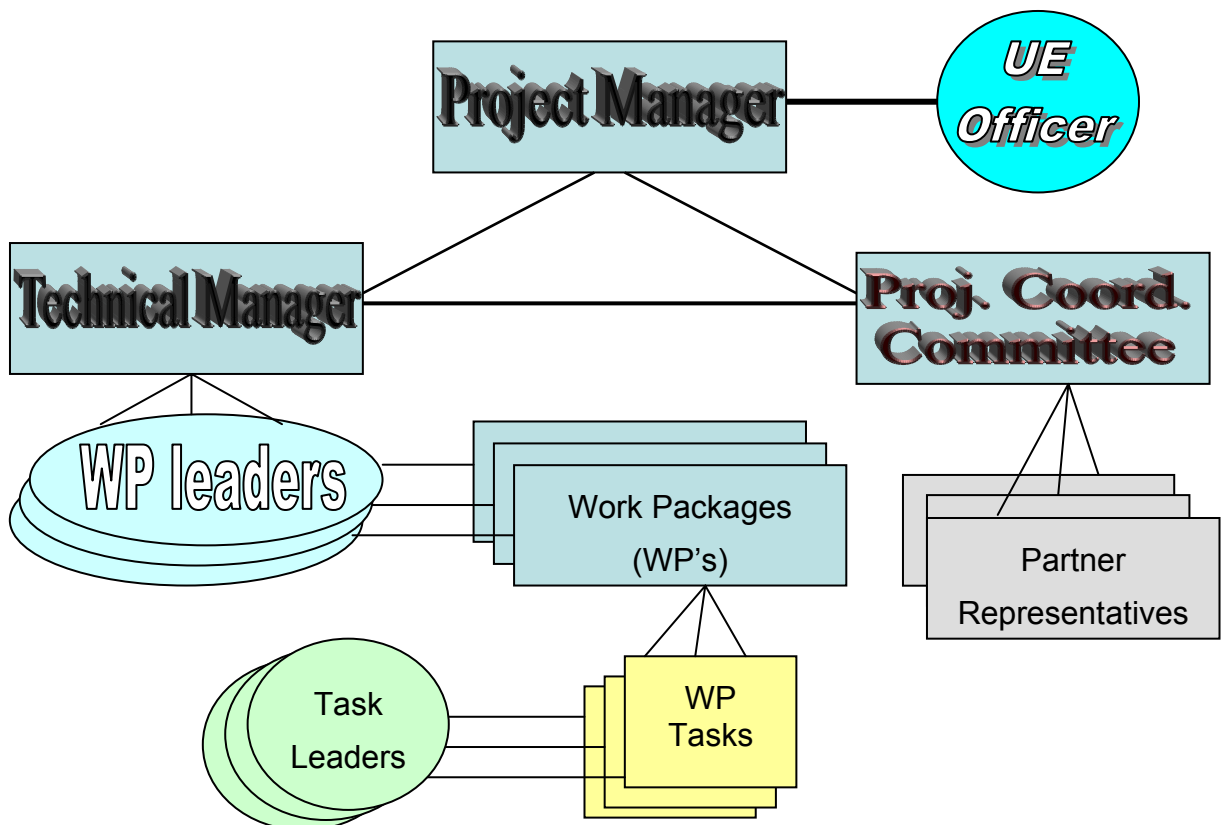 Project Manager
UE
Officer
Technical Manager
Proj. Coord.
Committee
WP leaders
Work Packages
(WP's)
Partner
Representatives
Task
Leaders
WP
Tasks